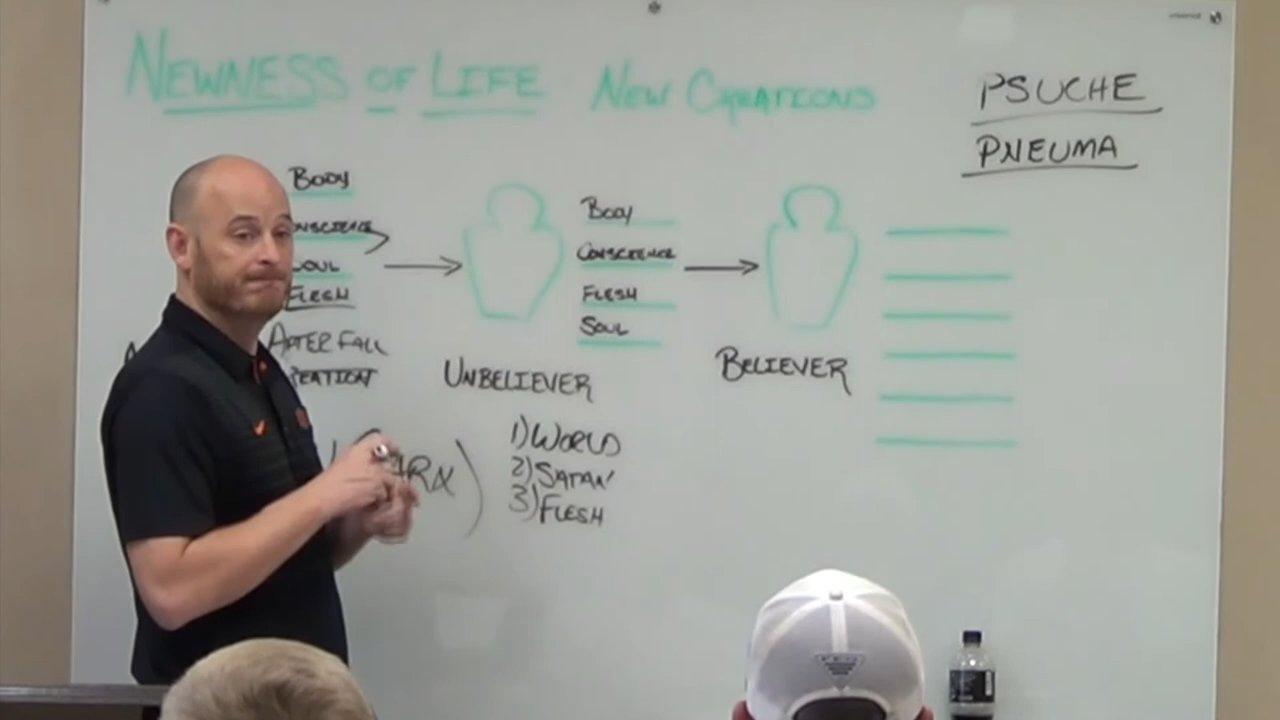 NEWNESS OF LIFE NEW CREATIONS
PSUCHE
PNEUMA
BODY
SOUL
FLESH
AFTER FALL
BODY
CONSCIENCE
FLESH
SOUL
UNBELIEVER
BELIEVER
1) WORLD
2) SATAN
3) FLESH